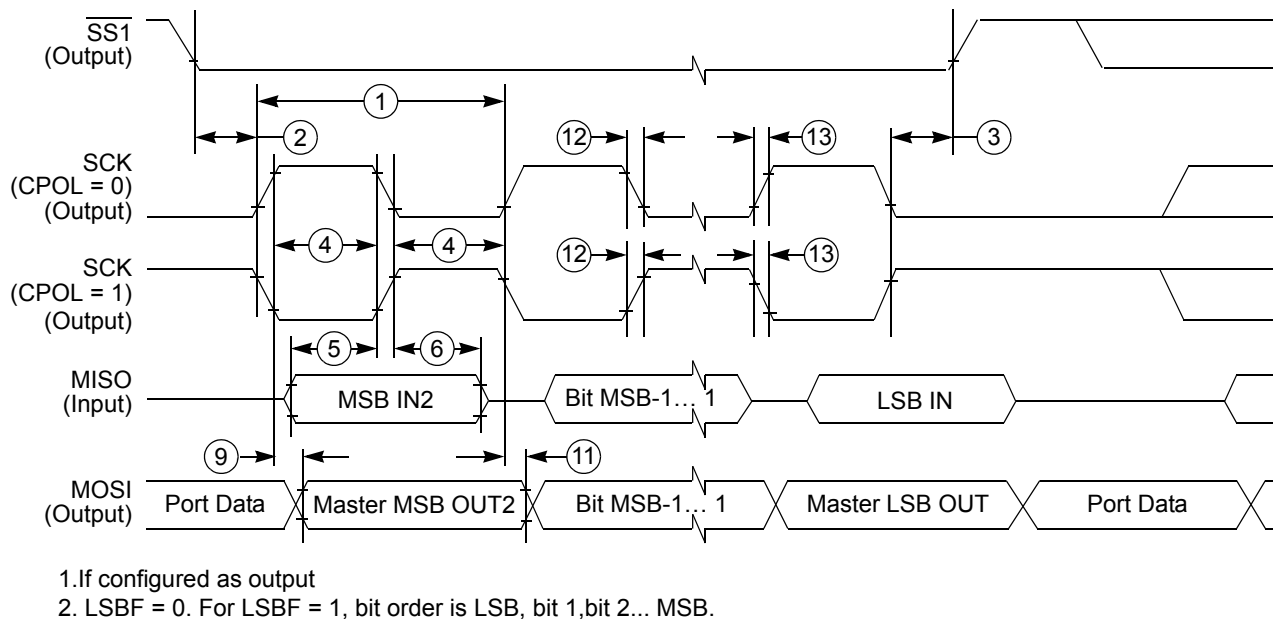 SS1
(Output)
1
2
12
13
3
SCK
(CPOL = 0)
(Output)
4
4
SCK
(CPOL = 1)
(Output)
12
13
5
6
MISO
(Input)
MSB IN2
Bit MSB-1… 1
LSB IN
9
11
MOSI
(Output)
Port Data
Master MSB OUT2
Bit MSB-1… 1
Master LSB OUT
Port Data
1.If configured as output
2. LSBF = 0. For LSBF = 1, bit order is LSB, bit 1,bit 2... MSB.